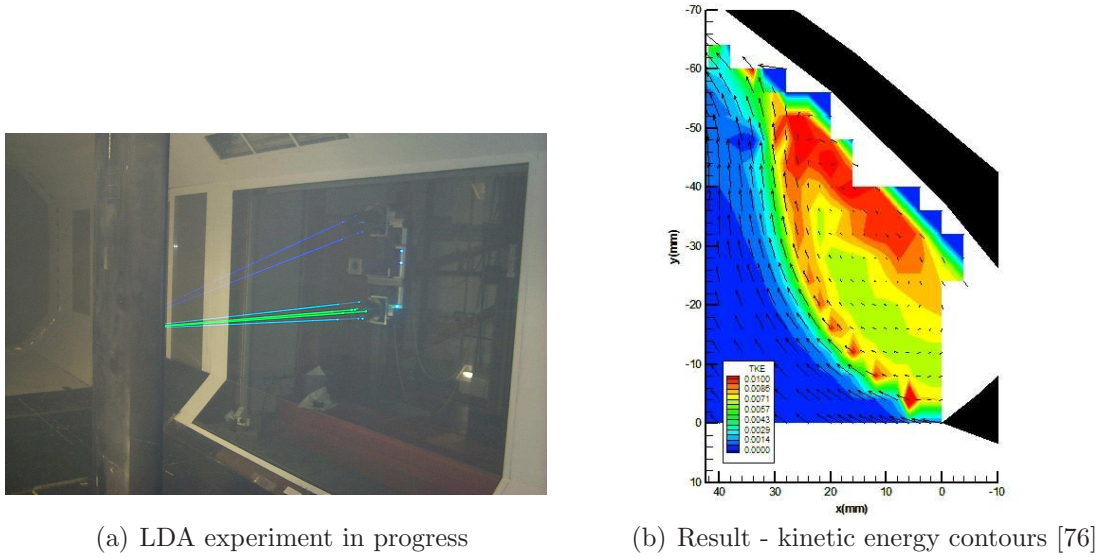 -70
-60
-50
-40
-30
-20
-10
0
10
y(mm)
40 30 20 10 0 -10
x(mm)
TKE
0.0100
0.0086
0.0071
0.0057
0.0043
0.0029
0.0014
0.0000
(a) LDA experiment in progress
(b) Result - kinetic energy contours [76]